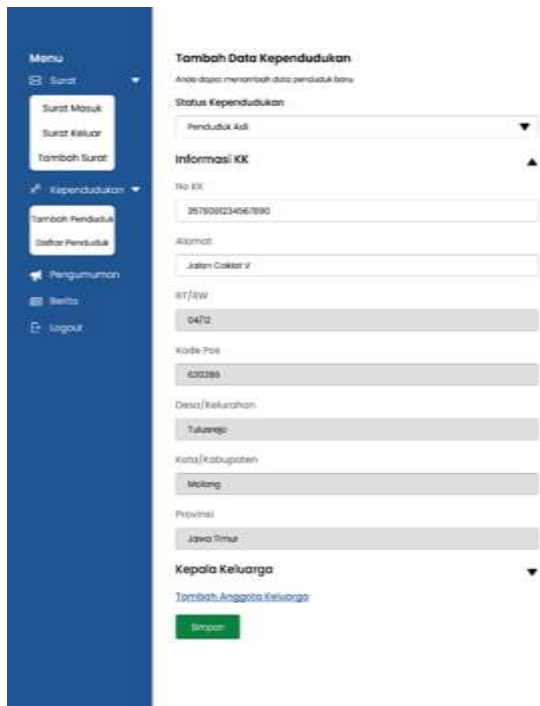 Menu
Surat
Surat Masuk
Surat Keluar
Tambah Surat
Kependudukan
Tambah Penduduk
Daftar Penduduk
Pengumuman
Berita
Logout
Tambah Data Kependudukan
Anda dapat menambah data penduduk baru
Status Kependudukan
Penduduk Asli
Informasi KK
No KK
3578081234567890
Alamat
Jalan Coklat V
RT/RW
04/12
Kode Pos
Desa/Kelurahan
Kota/Kabupaten
Malang
Provinsi
Jawa Timur
Kepala Keluarga
Tambah Anggota Keluarga
Simpan